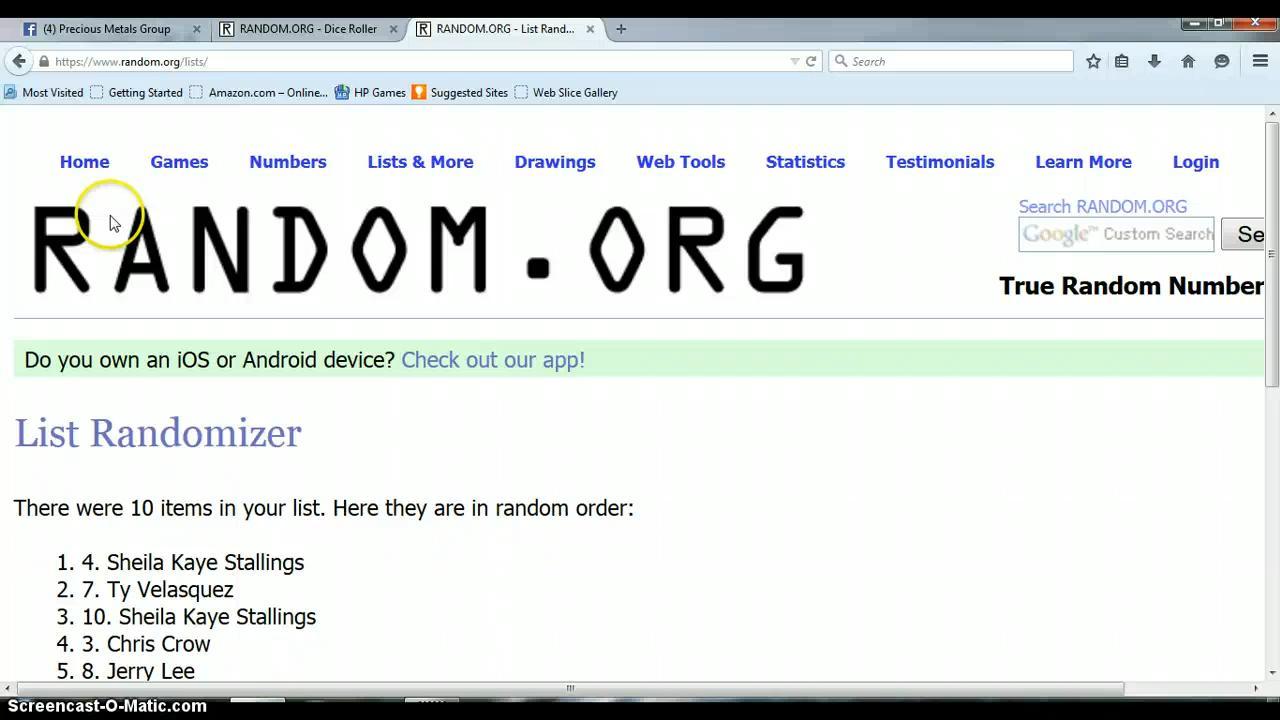 (4) Precious Metals Group
RANDOM.ORG - Dice Roller
RANDOM.ORG - List Rand...
https://www.random.org/lists/
Search
Most Visited
Getting Started
Amazon.com – Online...
HP Games
Suggested Sites
Web Slice Gallery
Home Games Numbers Lists & More Drawings Web Tools Statistics Testimonials Learn More Login
RANDOM.ORG
Search RANDOM.ORG
Google™ Custom Search
Se
True Random Number
Do you own an iOS or Android device? Check out our app!
List Randomizer
There were 10 items in your list. Here they are in random order:
1. 4. Sheila Kaye Stallings
2. 7. Ty Velasquez
3. 10. Sheila Kaye Stallings
4. 3. Chris Crow
5. 8. Jerry Lee
Screencast-O-Matic.com